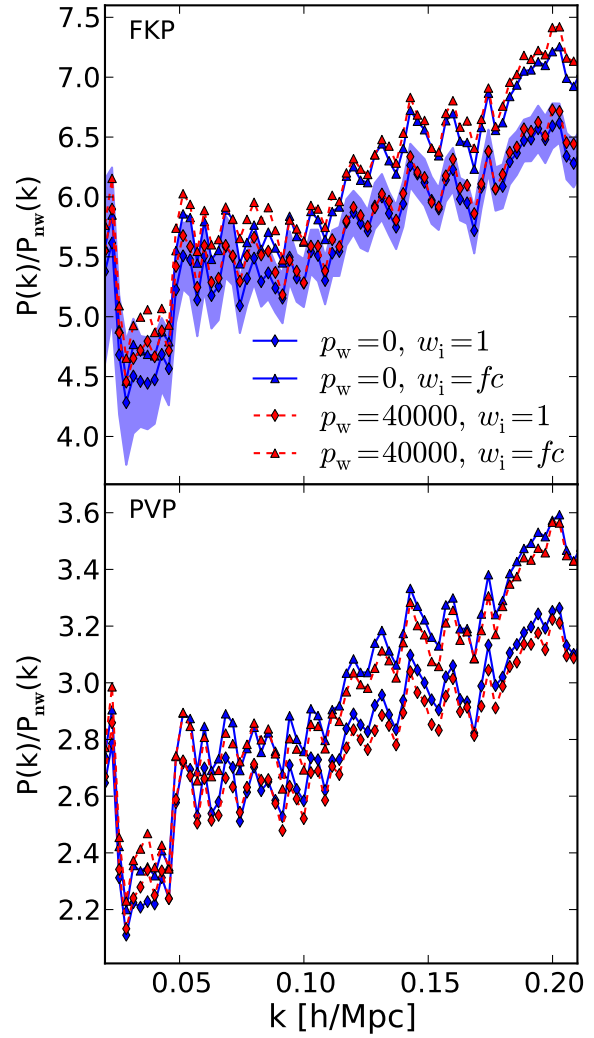 7.5
FKP
7.0
6.5
6.0
5.5
5.0
4.5
4.0
P(k)/P_nw(k)
p_w=0, w_i=1
p_w=0, w_i=fc
p_w=40000, w_i=1
p_w=40000, w_i=fc
PVP
3.6
3.4
3.2
3.0
2.8
2.6
2.4
2.2
P(k)/P_nw(k)
0.05 0.10 0.15 0.20
k [h/Mpc]